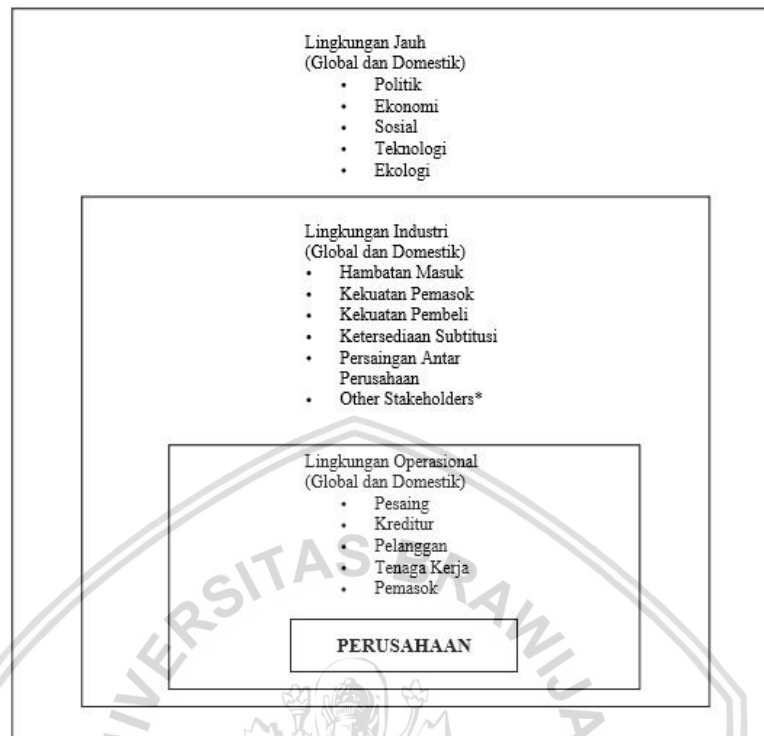 Lingkungan Jauh
(Global dan Domestik)
• Politik
• Ekonomi
• Sosial
• Teknologi
• Ekologi
Lingkungan Industri
(Global dan Domestik)
• Hambatan Masuk
• Kekuatan Pemasok
• Kekuatan Pembeli
• Ketersediaan Subtitusi
• Persaingan Antar
Perusahaan
• Other Stakeholders*
Lingkungan Operasional
(Global dan Domestik)
• Pesaing
• Kreditur
• Pelanggan
• Tenaga Kerja
• Pemasok
PERUSAHAAN
UNIVERSITAS BRAWIJA